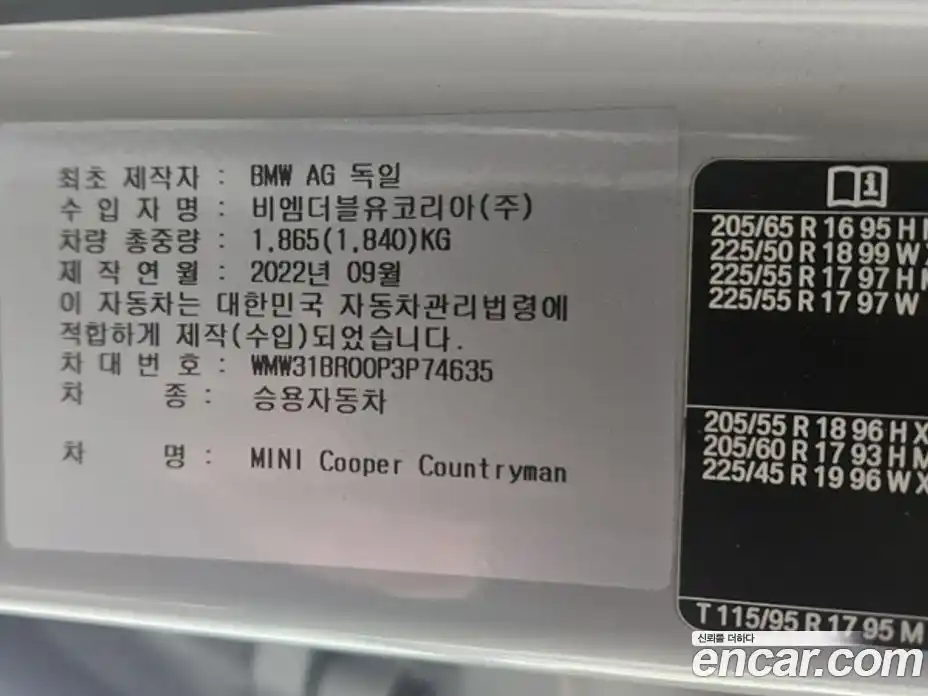 최초 제작자 : BMW AG 독일
수 입 자 명 : 비엠더블유코리아(주)
차량 총중량 : 1.865(1.840)KG
제 작 연 월 : 2022년 09월
이 자동차는 대한민국 자동차관리법령에
적합하게 제작(수입)되었습니다.
차 대 번 호 : WMW31BR00P3P74635
차 종 : 승용자동차
차 명 : MINI Cooper Countryman
i
205/65 R 16 95 H
225/50 R 18 99 W
225/55 R 17 97 H
225/55 R 17 97 W
205/55 R 18 96 H X
205/60 R 17 93 H
225/45 R 19 96 W X
T 115/95 R 17 95 M
신뢰를 더하다
encar.com